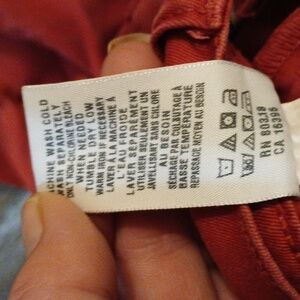 MACHINE WASH COLD
WASH SEPARATELY
ONLY NON-CHLORINE BLEACH
WHEN NEEDED
TUMBLE DRY LOW
WARM IRON IF NECESSARY
LAVER À LA MACHINE À
L'EAU FROIDE
LAVER SÉPARÉMENT
UTILISER SEULEMENT UN
JAVELLISANT SANS CHLORE
AU BESOIN
SÉCHAGE PAR CULBUTAGE À
BASSE TEMPÉRATURE
REPASSAGE MOYEN AU BESOIN
RN 60319
CA 16395